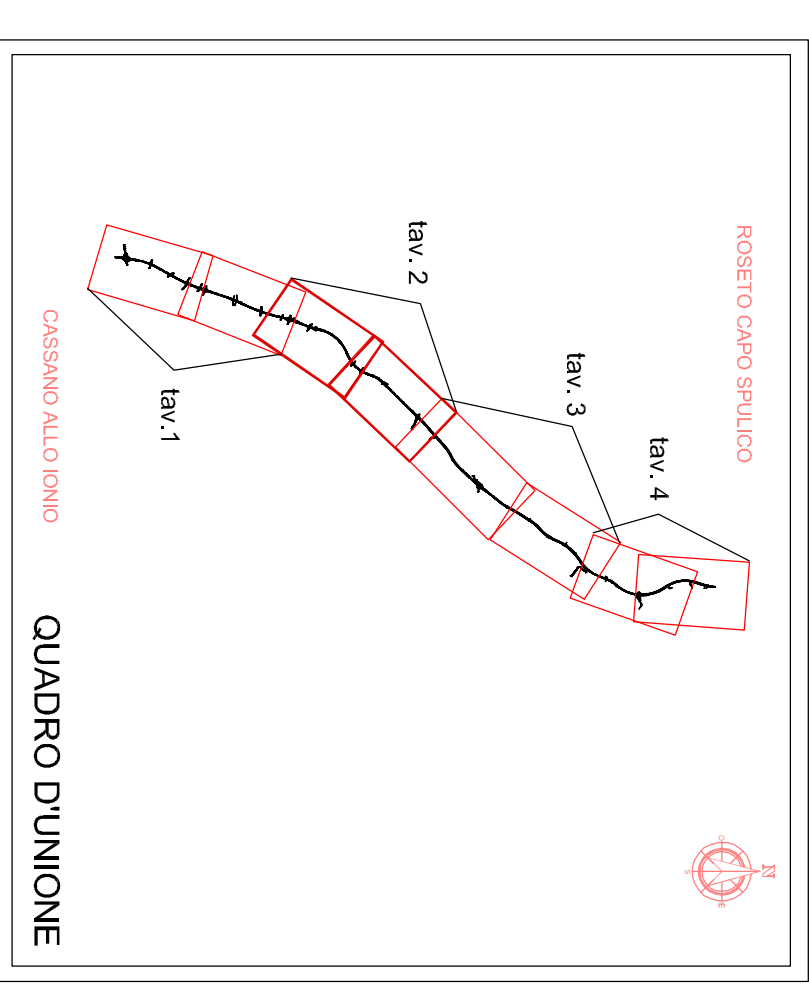 ROSETO CAPO SPULICO
tav. 4
tav. 3
tav. 2
tav.1
CASSANO ALLO IONIO
N
O
E
S
QUADRO D'UNIONE